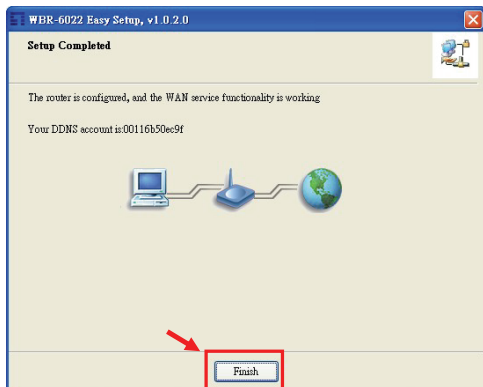 WBR-6022 Easy Setup, v1.0.2.0
Setup Completed
The router is configured, and the WAN service functionality is working
Your DDNS account is:00116b50ec9f
Finish